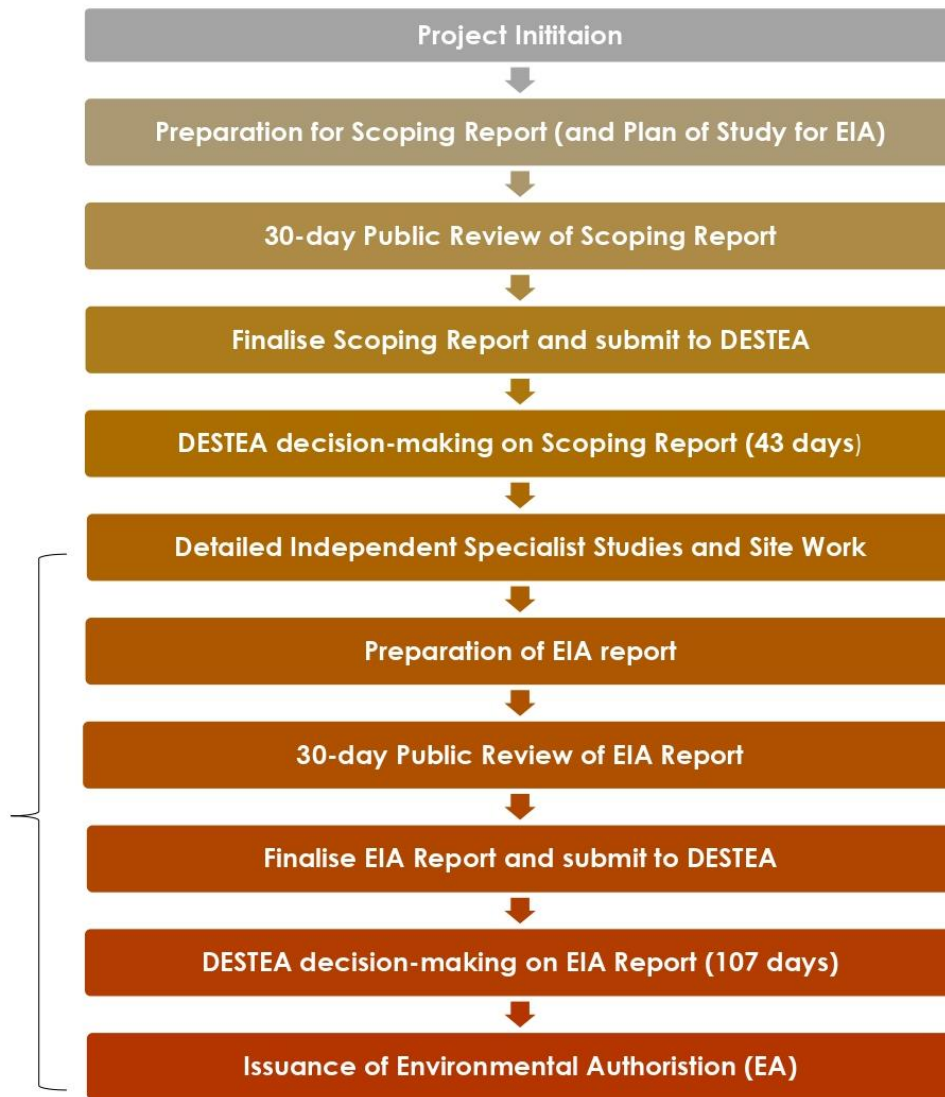 Project Inititaion
Preparation for Scoping Report (and Plan of Study for EIA)
30-day Public Review of Scoping Report
Finalise Scoping Report and submit to DESTEA
DESTEA decision-making on Scoping Report (43 days)
Detailed Independent Specialist Studies and Site Work
Preparation of EIA report
30-day Public Review of EIA Report
Finalise EIA Report and submit to DESTEA
DESTEA decision-making on EIA Report (107 days)
Issuance of Environmental Authoristion (EA)